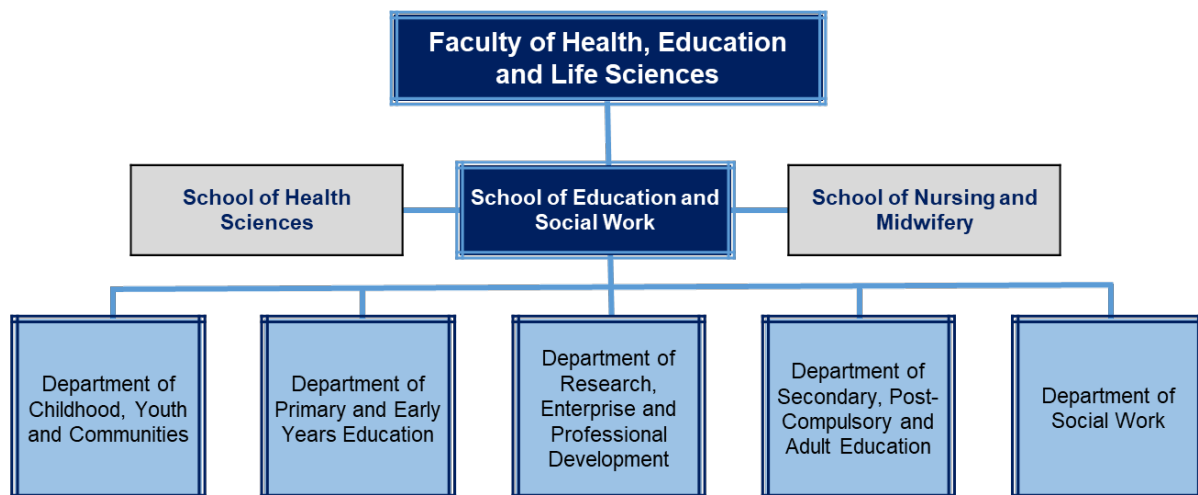 Faculty of Health, Education
and Life Sciences
School of Health
Sciences
School of Education and
Social Work
School of Nursing and
Midwifery
Department of
Childhood, Youth
and Communities
Department of
Primary and Early
Years Education
Department of
Research,
Enterprise and
Professional
Development
Department of
Secondary, Post-
Compulsory and
Adult Education
Department of
Social Work